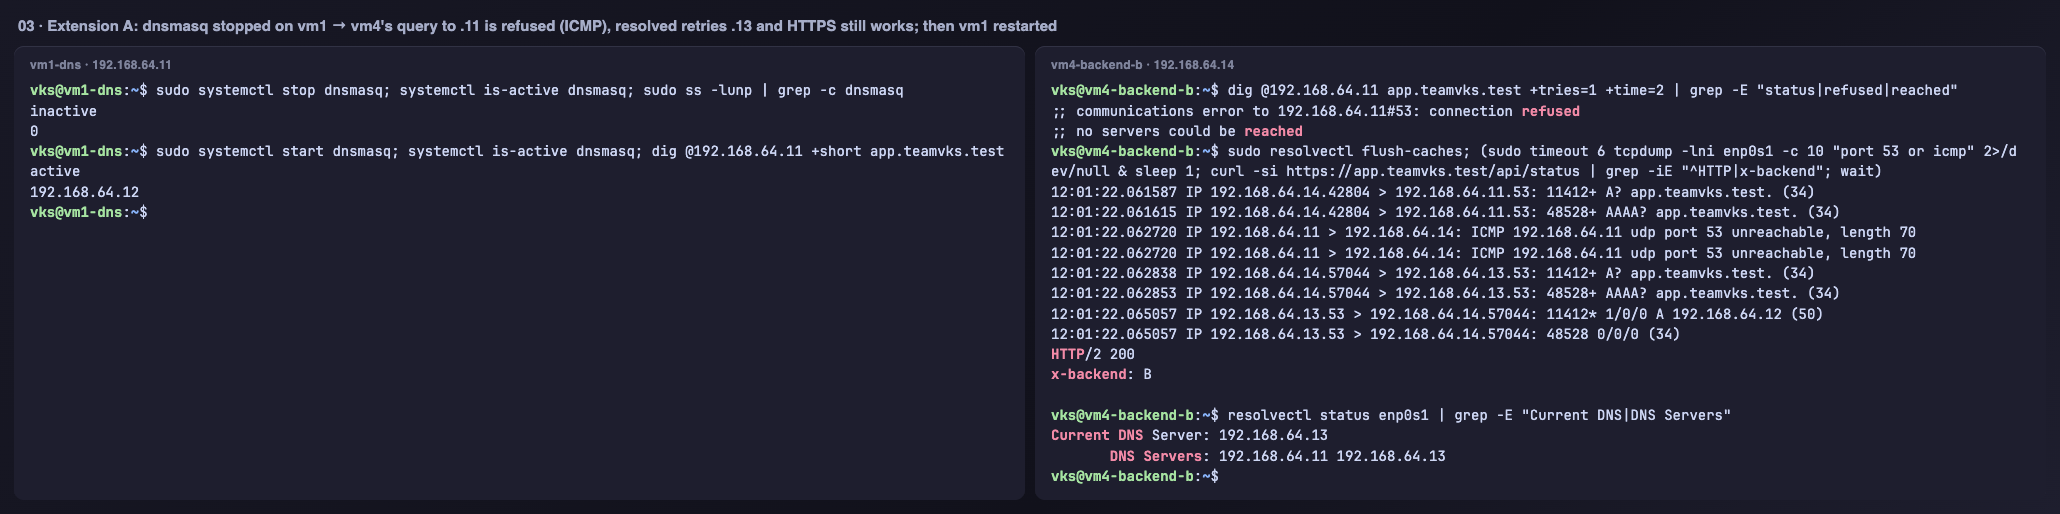 03 · Extension A: dnsmasq stopped on vm1 → vm4's query to .11 is refused (ICMP), resolved retries .13 and HTTPS still works; then vm1 restarted
vm1-dns · 192.168.64.11
vks@vm1-dns:~$ sudo systemctl stop dnsmasq; systemctl is-active dnsmasq; sudo ss -lunp | grep -c dnsmasq
inactive
0
vks@vm1-dns:~$ sudo systemctl start dnsmasq; systemctl is-active dnsmasq; dig @192.168.64.11 +short app.teamvks.test
active
192.168.64.12
vks@vm1-dns:~$
vm4-backend-b · 192.168.64.14
vks@vm4-backend-b:~$ dig @192.168.64.11 app.teamvks.test +tries=1 +time=2 | grep -E "status|refused|reached"
;; communications error to 192.168.64.11#53: connection refused
;; no servers could be reached
vks@vm4-backend-b:~$ sudo resolvectl flush-caches; (sudo timeout 6 tcpdump -lni enp0s1 -c 10 "port 53 or icmp" 2>/d
ev/null & sleep 1; curl -si https://app.teamvks.test/api/status | grep -iE "^HTTP|x-backend"; wait)
12:01:22.061587 IP 192.168.64.14.42804 > 192.168.64.11.53: 11412+ A? app.teamvks.test. (34)
12:01:22.061615 IP 192.168.64.14.42804 > 192.168.64.11.53: 48528+ AAAA? app.teamvks.test. (34)
12:01:22.062720 IP 192.168.64.11 > 192.168.64.14: ICMP 192.168.64.11 udp port 53 unreachable, length 70
12:01:22.062720 IP 192.168.64.11 > 192.168.64.14: ICMP 192.168.64.11 udp port 53 unreachable, length 70
12:01:22.062838 IP 192.168.64.14.57044 > 192.168.64.13.53: 11412+ A? app.teamvks.test. (34)
12:01:22.062853 IP 192.168.64.14.57044 > 192.168.64.13.53: 48528+ AAAA? app.teamvks.test. (34)
12:01:22.065057 IP 192.168.64.13.53 > 192.168.64.14.57044: 11412* 1/0/0 A 192.168.64.12 (50)
12:01:22.065057 IP 192.168.64.13.53 > 192.168.64.14.57044: 48528 0/0/0 (34)
HTTP/2 200
x-backend: B
vks@vm4-backend-b:~$ resolvectl status enp0s1 | grep -E "Current DNS|DNS Servers"
Current DNS Server: 192.168.64.13
DNS Servers: 192.168.64.11 192.168.64.13
vks@vm4-backend-b:~$